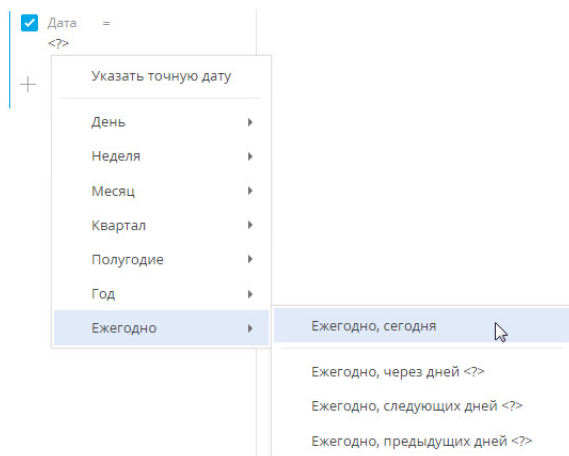 Дата =
<?>
Указать точную дату
День
Неделя
Месяц
Квартал
Полугодие
Год
Ежегодно
Ежегодно, сегодня
Ежегодно, через дней <?>
Ежегодно, следующих дней <?>
Ежегодно, предыдущих дней <?>